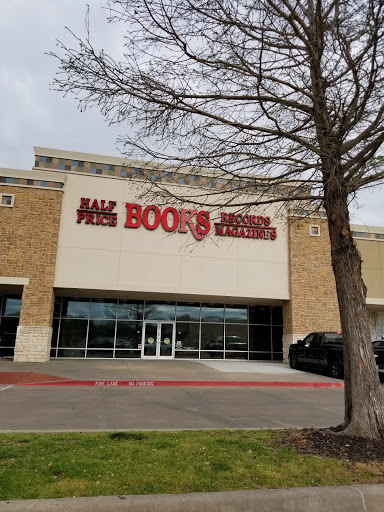 HALF
PRICE
BOOKS
RECORDS
MAGAZINES
FIRE LANE NO PARKING